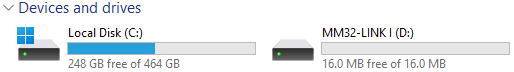 Devices and drives
Local Disk (C:)
248 GB free of 464 GB
MM32-LINK I (D:)
16.0 MB free of 16.0 MB